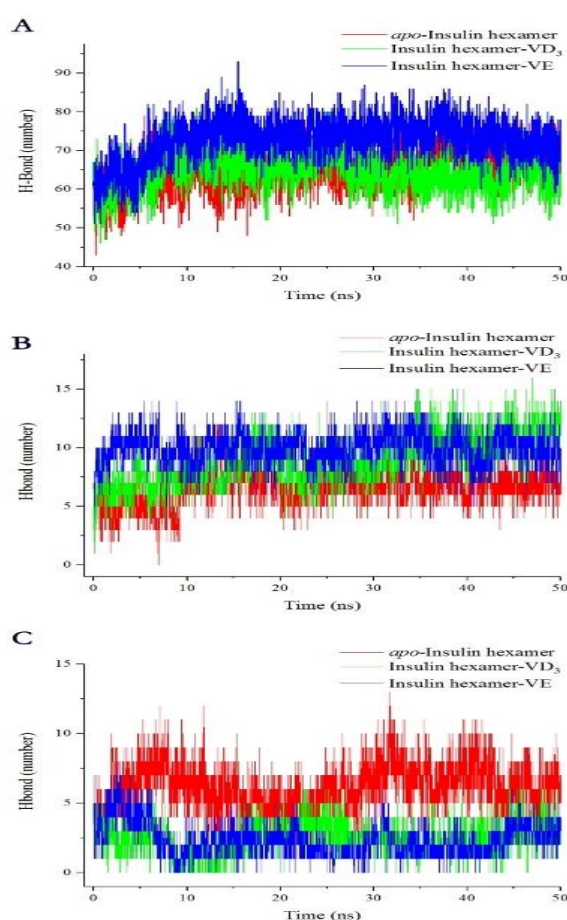 A
apo-Insulin hexamer
Insulin hexamer-VD3
Insulin hexamer-VE
H-Bond (number)
90
80
70
60
50
40
0 10 20 30 40 50
Time (ns)
B
apo-Insulin hexamer
Insulin hexamer-VD3
Insulin hexamer-VE
Hbond (number)
15
10
5
0
0 10 20 30 40 50
Time (ns)
C
apo-Insulin hexamer
Insulin hexamer-VD3
Insulin hexamer-VE
Hbond (number)
15
10
5
0
0 10 20 30 40 50
Time (ns)